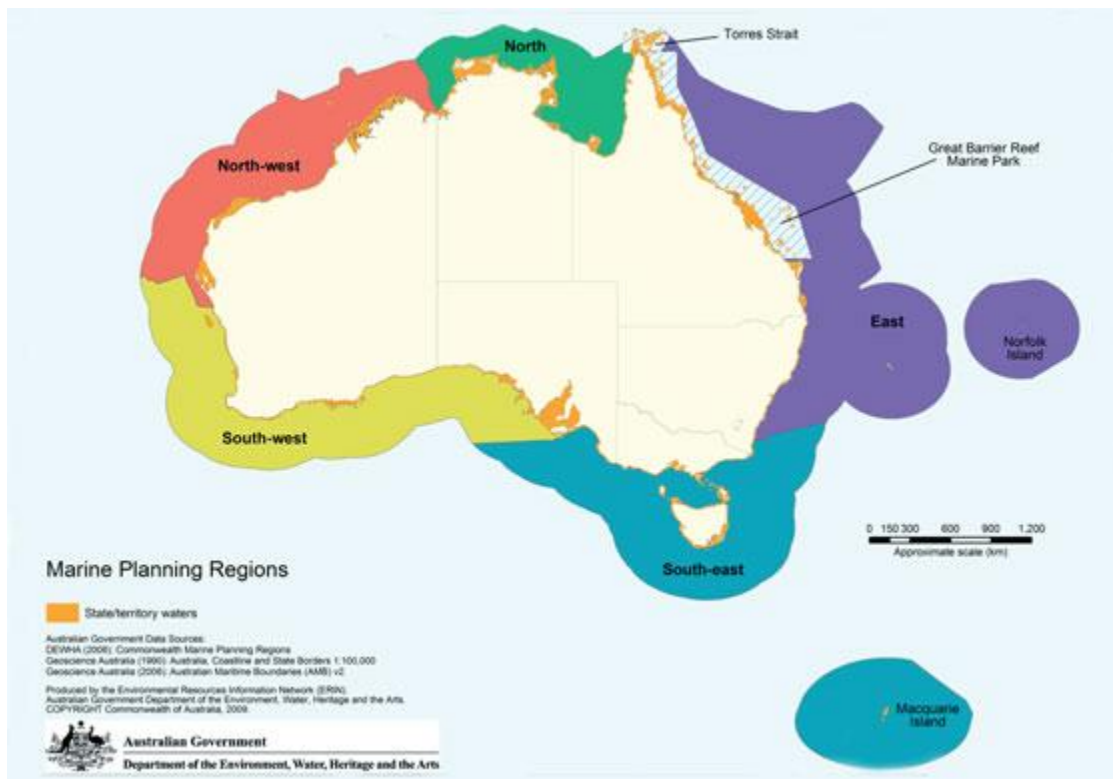 Torres Strait
North
Great Barrier Reef
Marine Park
North-west
East
Norfolk
Island
South-west
0 150 300 600 900 1,200
Approximate scale (km)
South-east
Marine Planning Regions
State/territory waters
Australian Government Data Sources:
DEWHA (2006): Commonwealth Marine Planning Regions
Geoscience Australia (1990): Australia, Coastline and State Borders 1:100,000
Geoscience Australia (2006): Australian Maritime Boundaries (AMB) v2
Produced by the Environmental Resources Information Network (ERIN).
Australian Government Department of the Environment, Water, Heritage and the Arts.
COPYRIGHT Commonwealth of Australia, 2009.
Macquarie
Island
Australian Government
Department of the Environment, Water, Heritage and the Arts